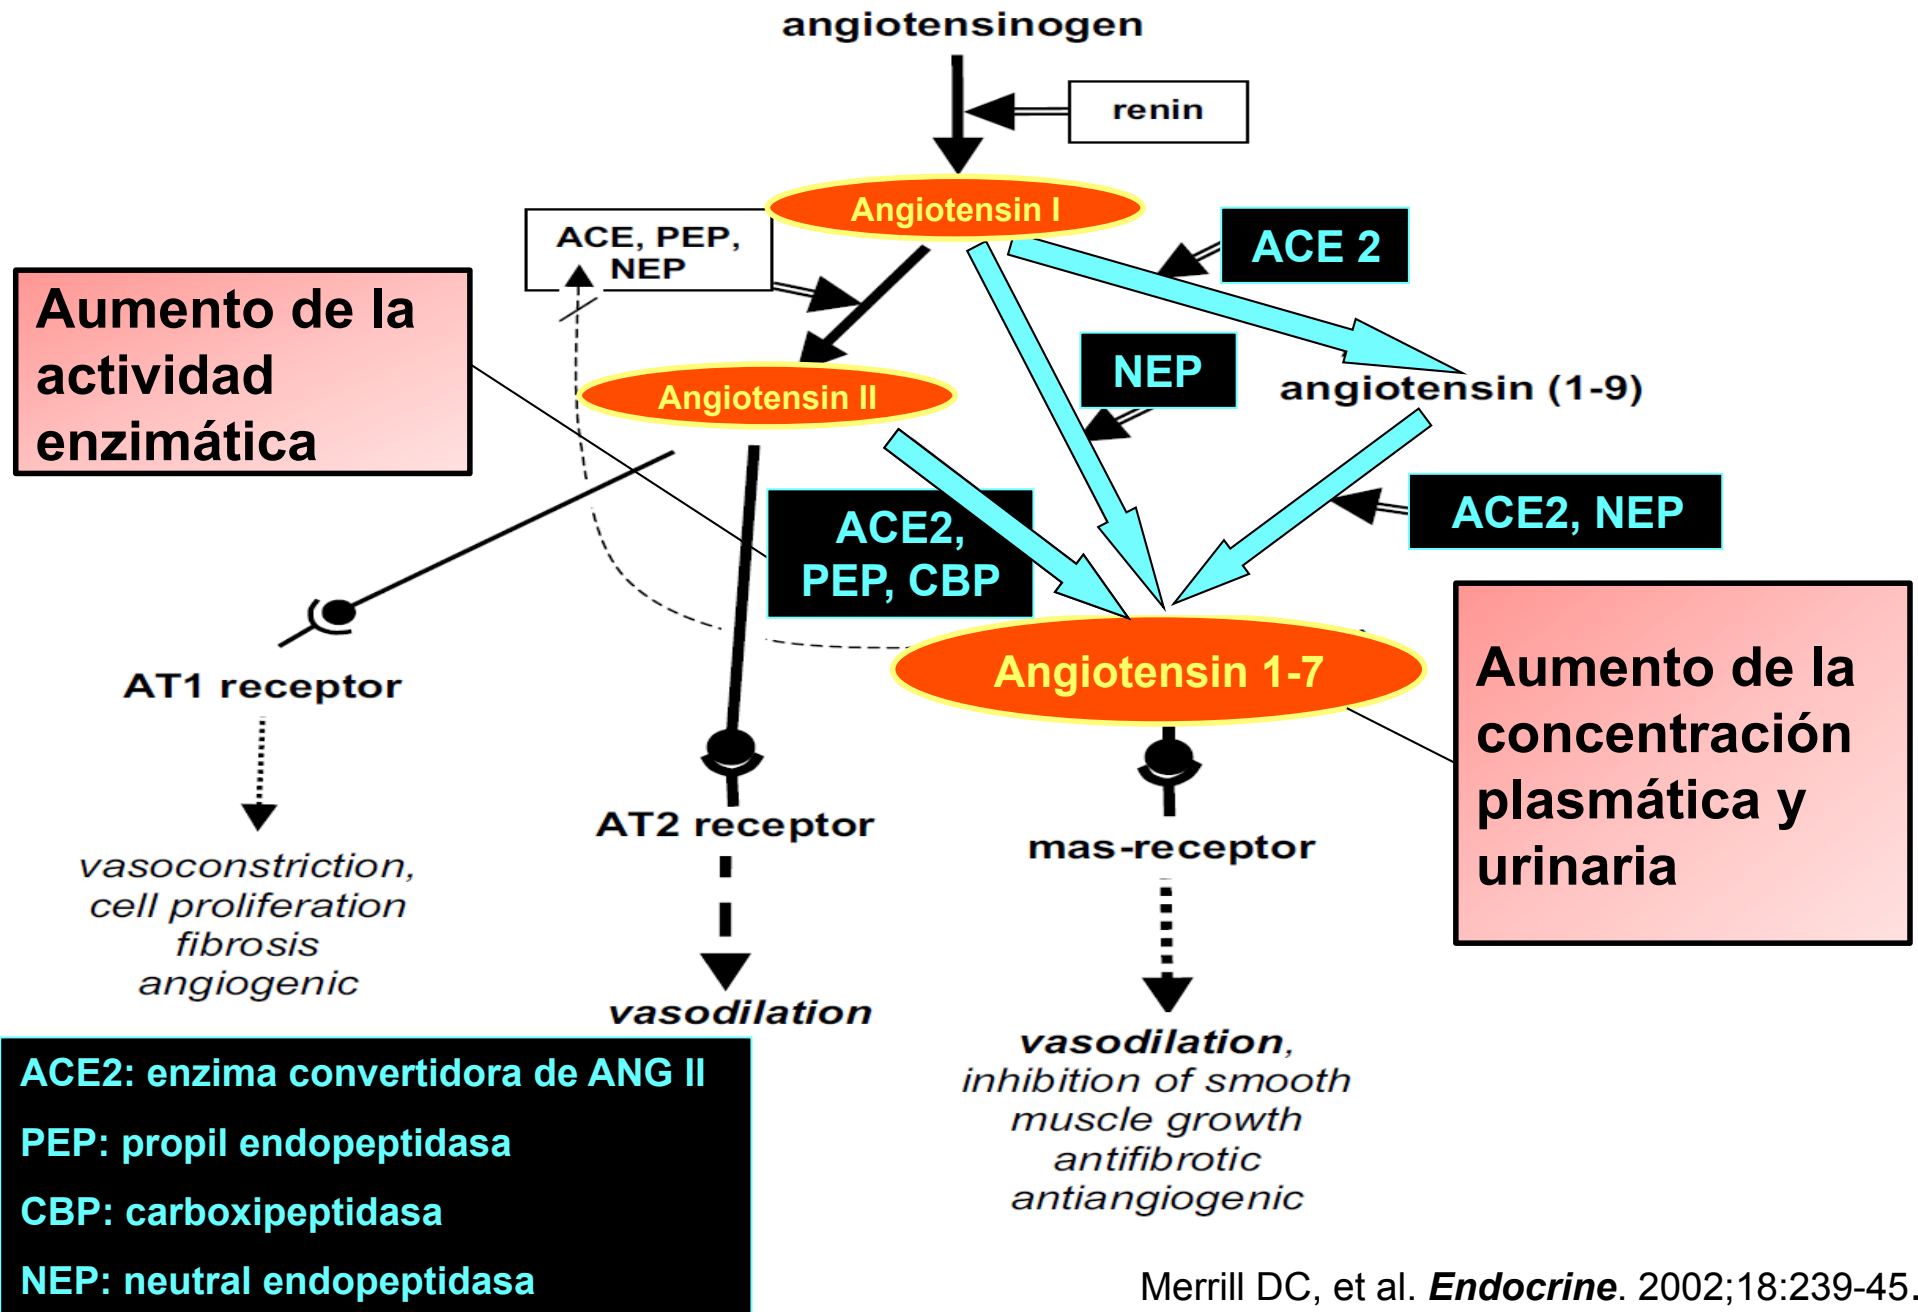 angiotensinogen
renin
Angiotensin I
ACE, PEP,
NEP
ACE 2
Aumento de la
actividad
enzimática
NEP
Angiotensin II
angiotensin (1-9)
ACE2,
PEP, CBP
ACE2, NEP
Angiotensin 1-7
Aumento de la
concentración
plasmática y
urinaria
AT1 receptor
AT2 receptor
mas-receptor
vasoconstriction,
cell proliferation
fibrosis
angiogenic
vasodilation
vasodilation,
inhibition of smooth
muscle growth
antifibrotic
antiangiogenic
ACE2: enzima convertidora de ANG II
PEP: propil endopeptidasa
CBP: carboxipeptidasa
NEP: neutral endopeptidasa
Merrill DC, et al. Endocrine. 2002;18:239-45.